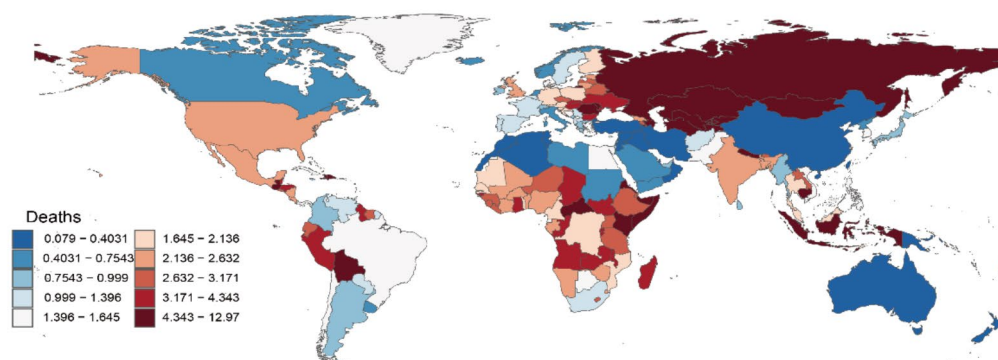 Deaths
0.079 – 0.4031
0.4031 – 0.7543
0.7543 – 0.999
0.999 – 1.396
1.396 – 1.645
1.645 – 2.136
2.136 – 2.632
2.632 – 3.171
3.171 – 4.343
4.343 – 12.97